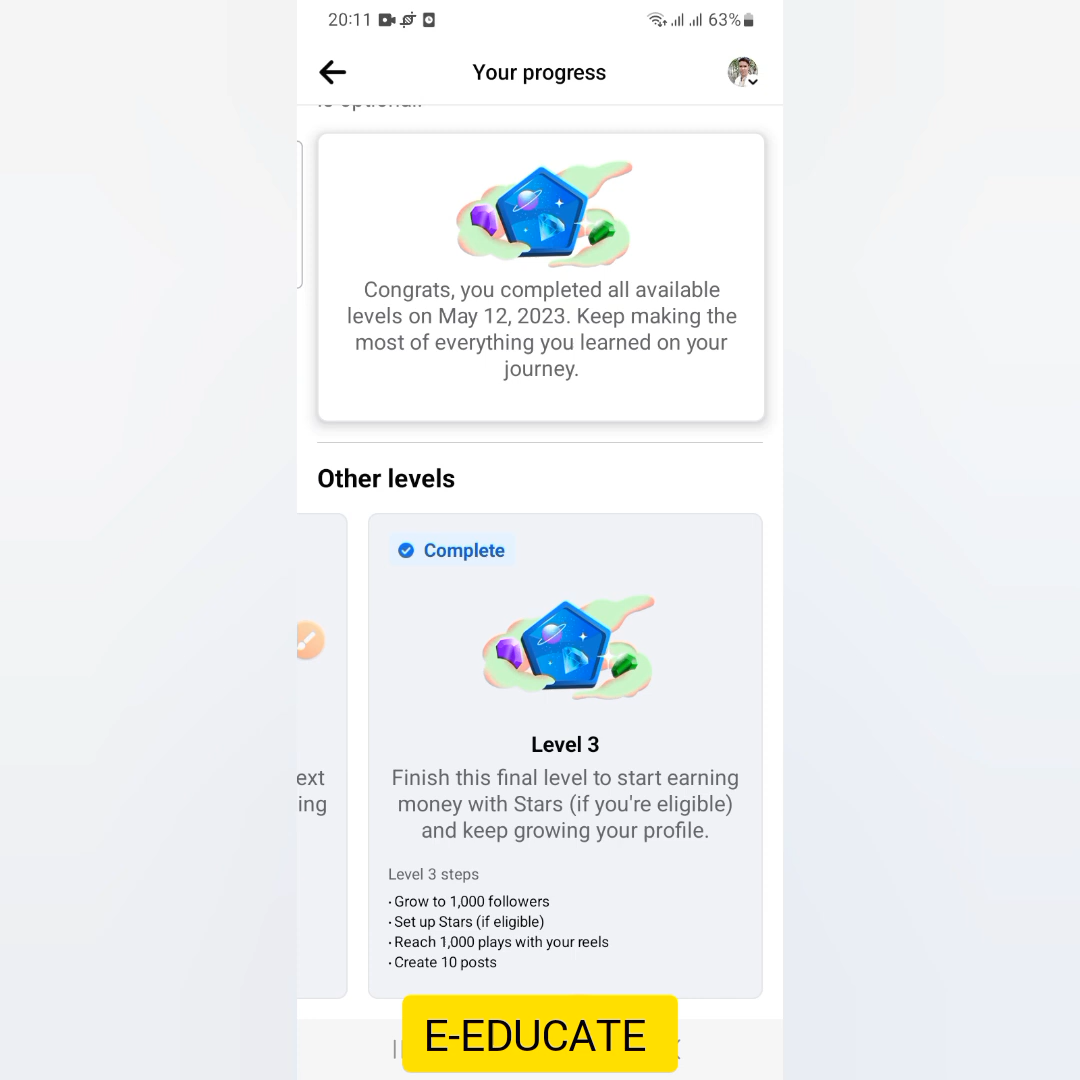 20:11 63%
Your progress
is optional.
Congrats, you completed all available
levels on May 12, 2023. Keep making the
most of everything you learned on your
journey.
Other levels
Complete
ext
ing
Level 3
Finish this final level to start earning
money with Stars (if you're eligible)
and keep growing your profile.
Level 3 steps
· Grow to 1,000 followers
· Set up Stars (if eligible)
· Reach 1,000 plays with your reels
· Create 10 posts
E-EDUCATE